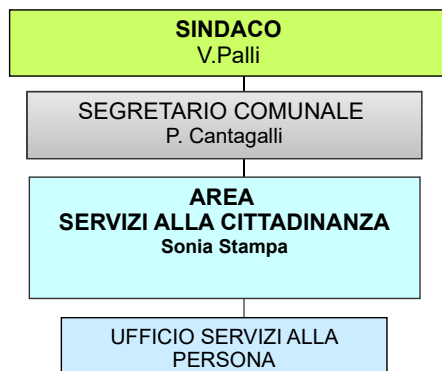 SINDACO
V.Palli
SEGRETARIO COMUNALE
P. Cantagalli
AREA
SERVIZI ALLA CITTADINANZA
Sonia Stampa
UFFICIO SERVIZI ALLA
PERSONA